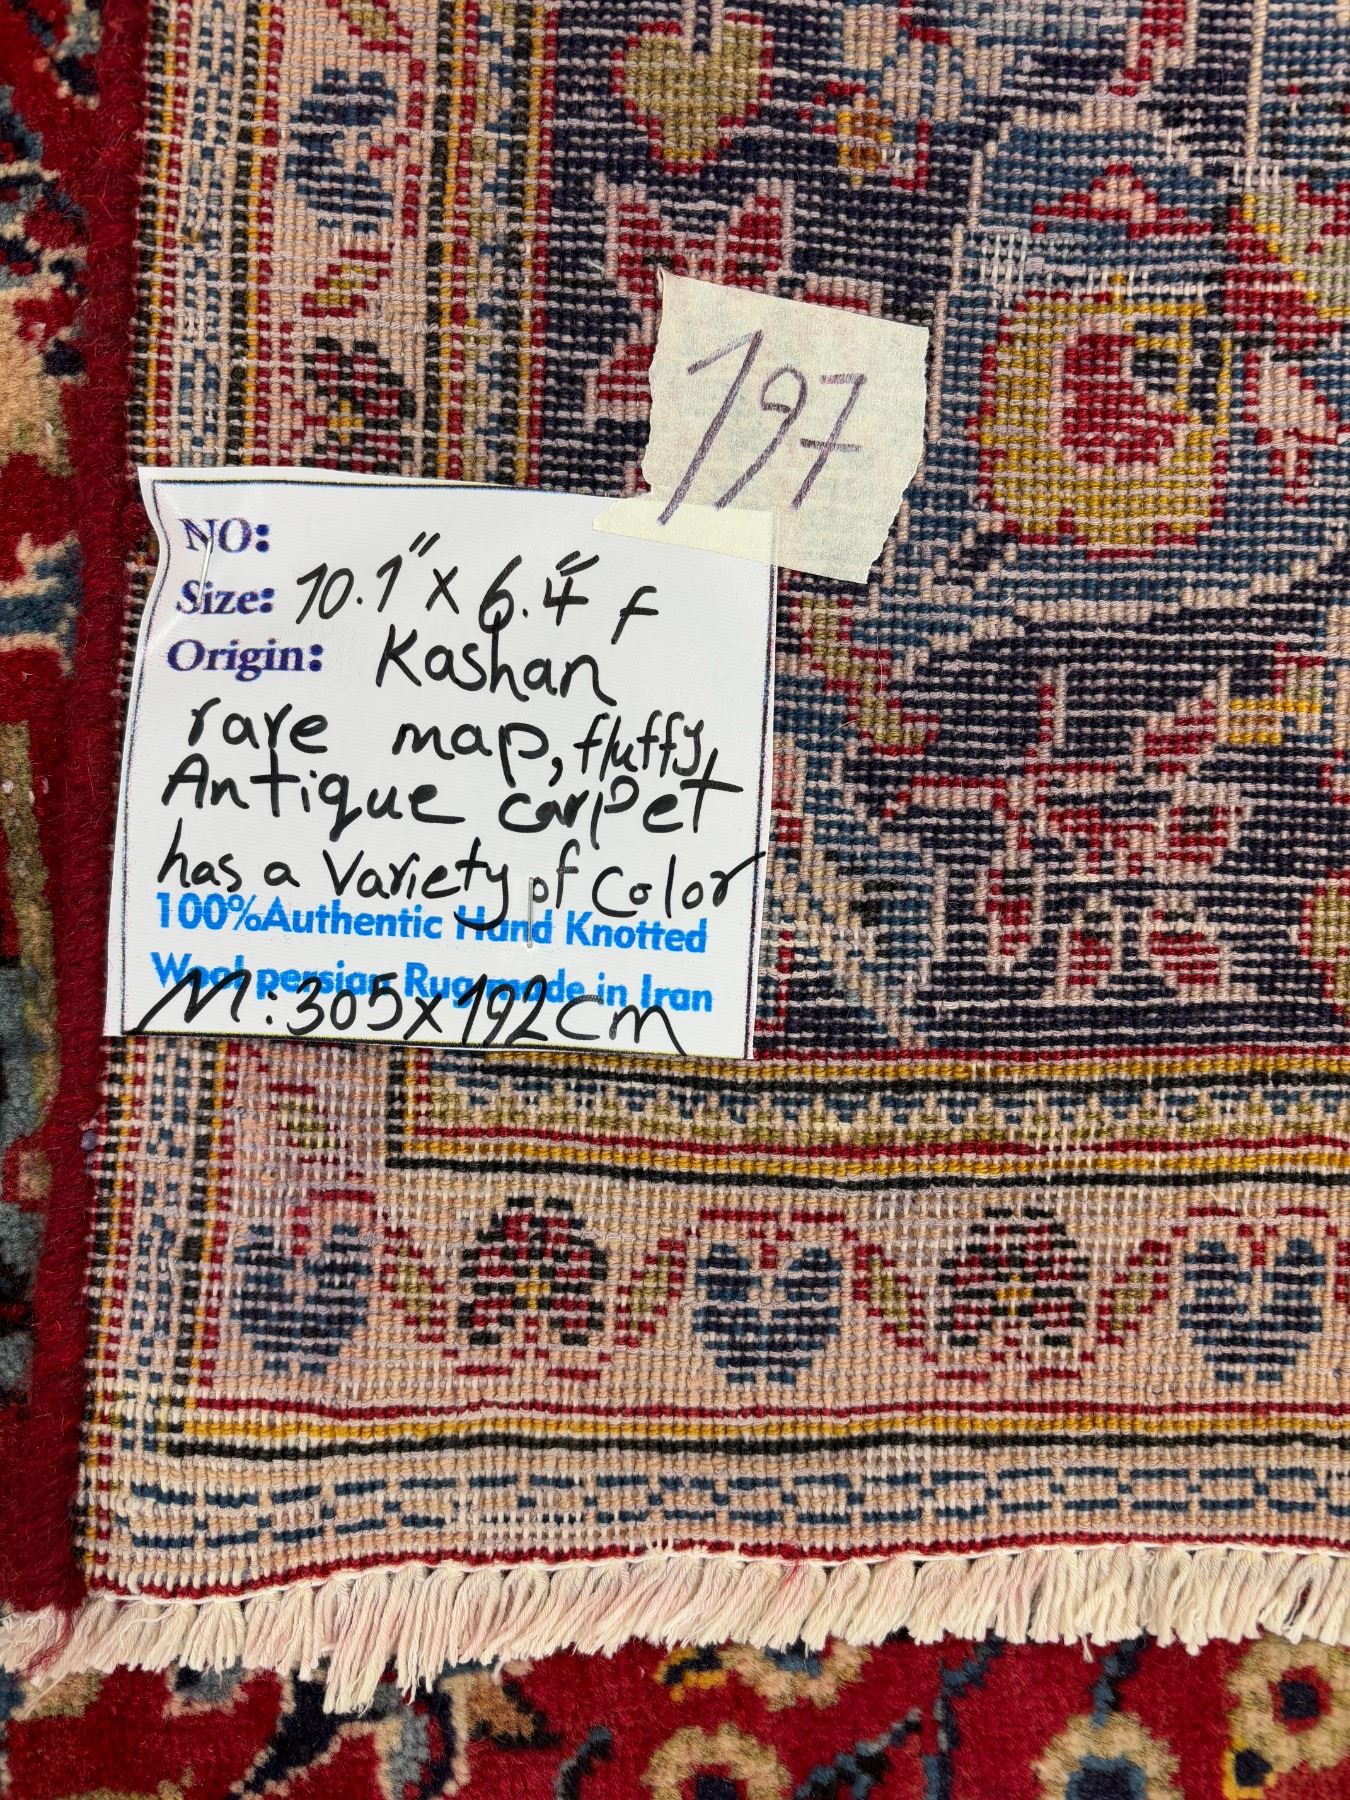 197
NO:
Size: 10.1" x 6.4" f
Origin: Kashan
rare map, fluffy,
Antique carpet
has a Variety of Color
100%Authentic Hand Knotted
Wool persian Rug made in Iran
M: 305x192cm